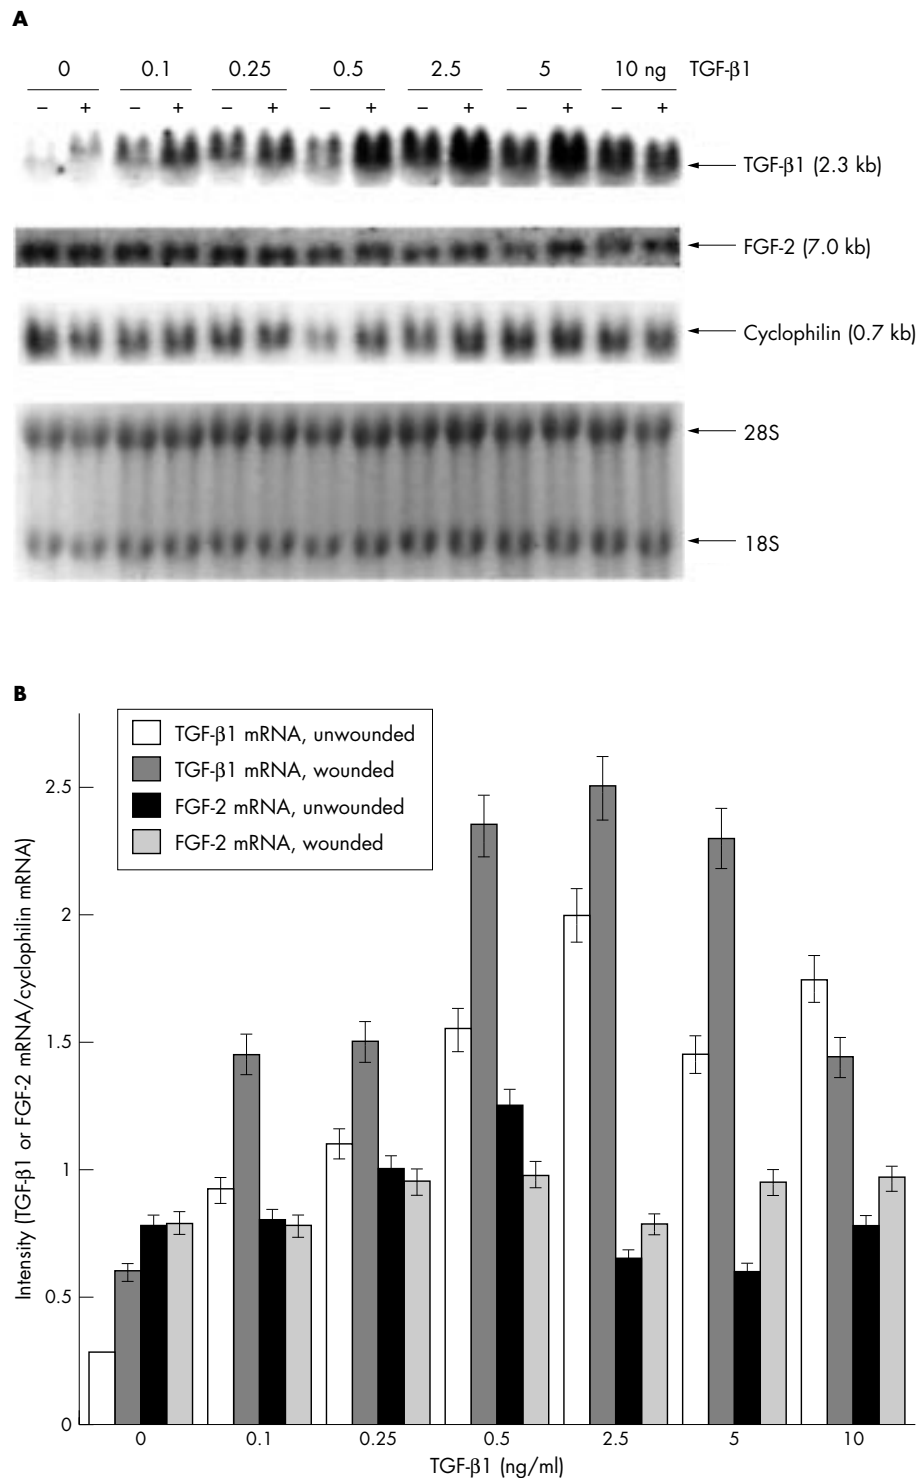 A
0 0.1 0.25 0.5 2.5 5 10 ng TGF-β1
– + – + – + – + – + – + – +
TGF-β1 (2.3 kb)
FGF-2 (7.0 kb)
Cyclophilin (0.7 kb)
28S
18S
B
TGF-β1 mRNA, unwounded
TGF-β1 mRNA, wounded
FGF-2 mRNA, unwounded
FGF-2 mRNA, wounded
Intensity (TGF-β1 or FGF-2 mRNA/cyclophilin mRNA)
2.5
2
1.5
1
0.5
0
0 0.1 0.25 0.5 2.5 5 10
TGF-β1 (ng/ml)